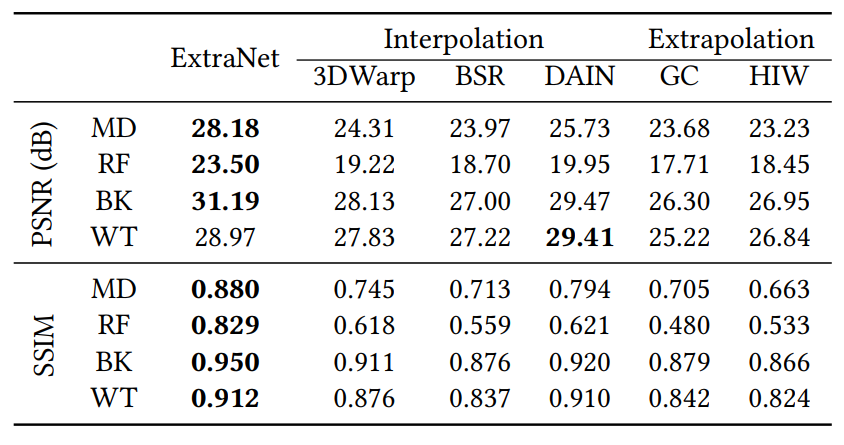 ExtraNet Interpolation Extrapolation
3DWarp BSR DAIN GC HIW
PSNR (dB)
MD 28.18 24.31 23.97 25.73 23.68 23.23
RF 23.50 19.22 18.70 19.95 17.71 18.45
BK 31.19 28.13 27.00 29.47 26.30 26.95
WT 28.97 27.83 27.22 29.41 25.22 26.84
SSIM
MD 0.880 0.745 0.713 0.794 0.705 0.663
RF 0.829 0.618 0.559 0.621 0.480 0.533
BK 0.950 0.911 0.876 0.920 0.879 0.866
WT 0.912 0.876 0.837 0.910 0.842 0.824